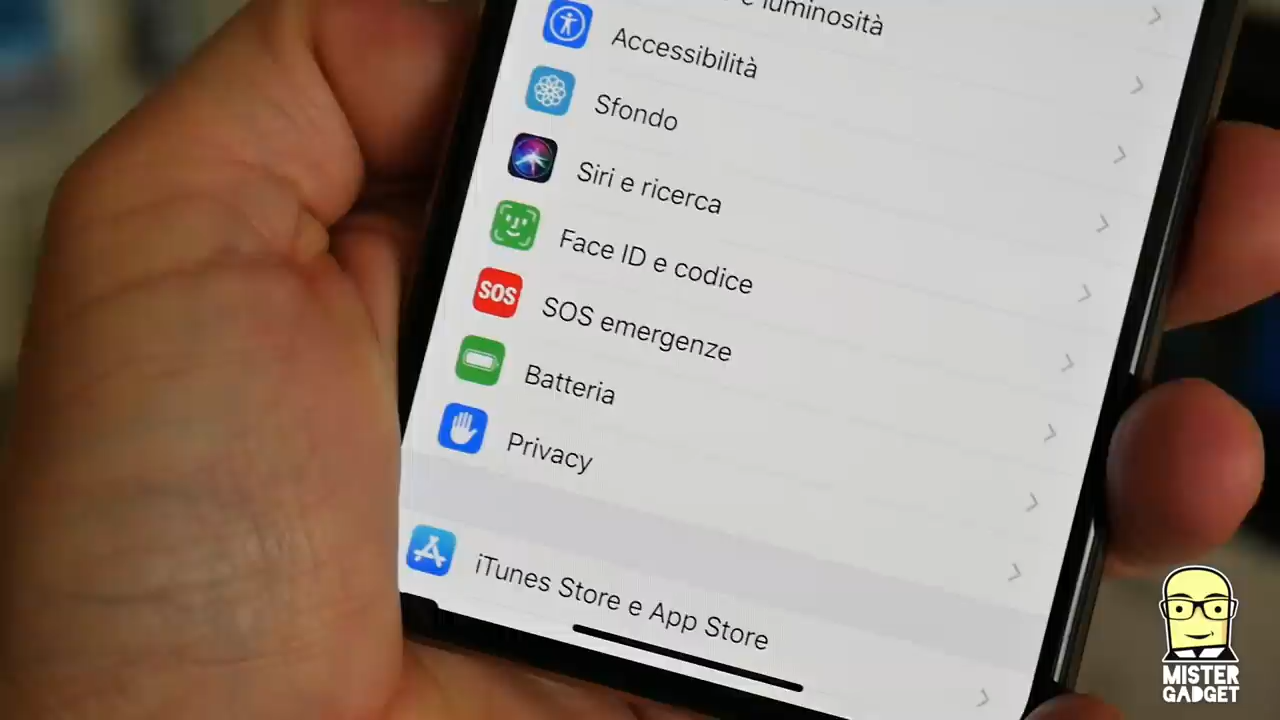 e luminosità
Accessibilità
Sfondo
Siri e ricerca
Face ID e codice
SOS
SOS emergenze
Batteria
Privacy
iTunes Store e App Store
MISTER
GADGET